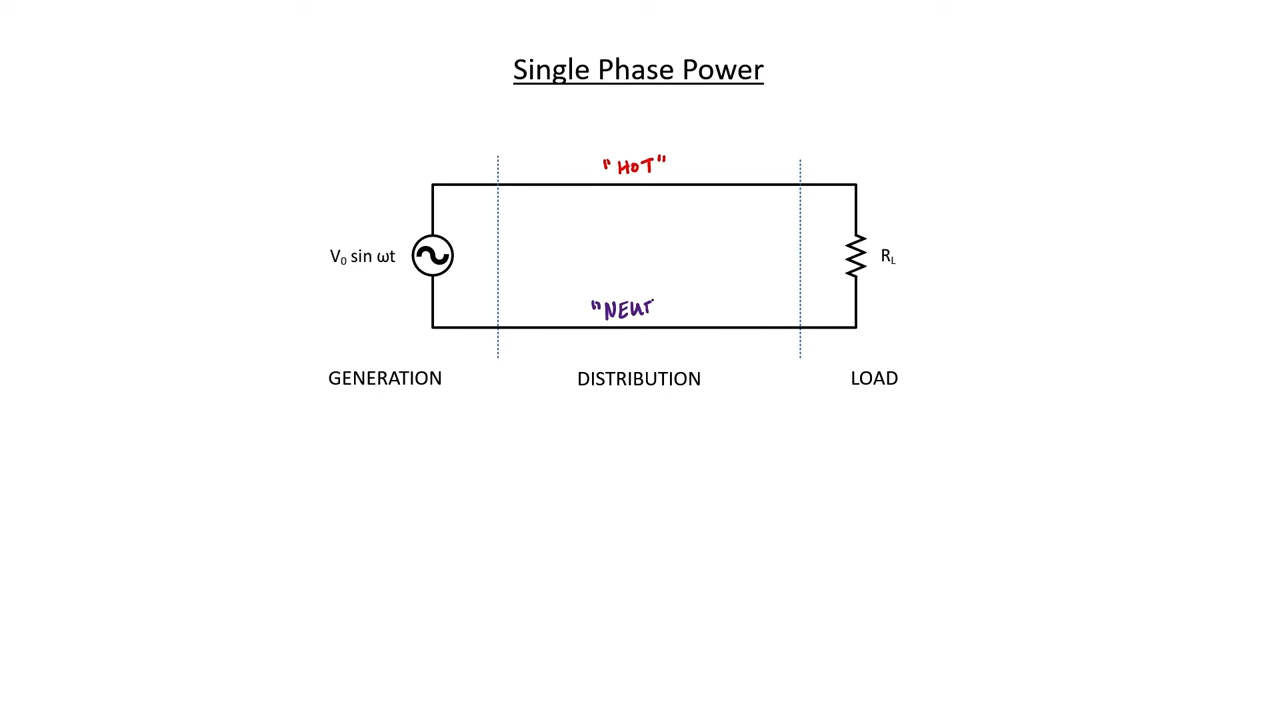 Single Phase Power
"HOT"
V₀ sin ωt
R_L
"NEUT
GENERATION
DISTRIBUTION
LOAD